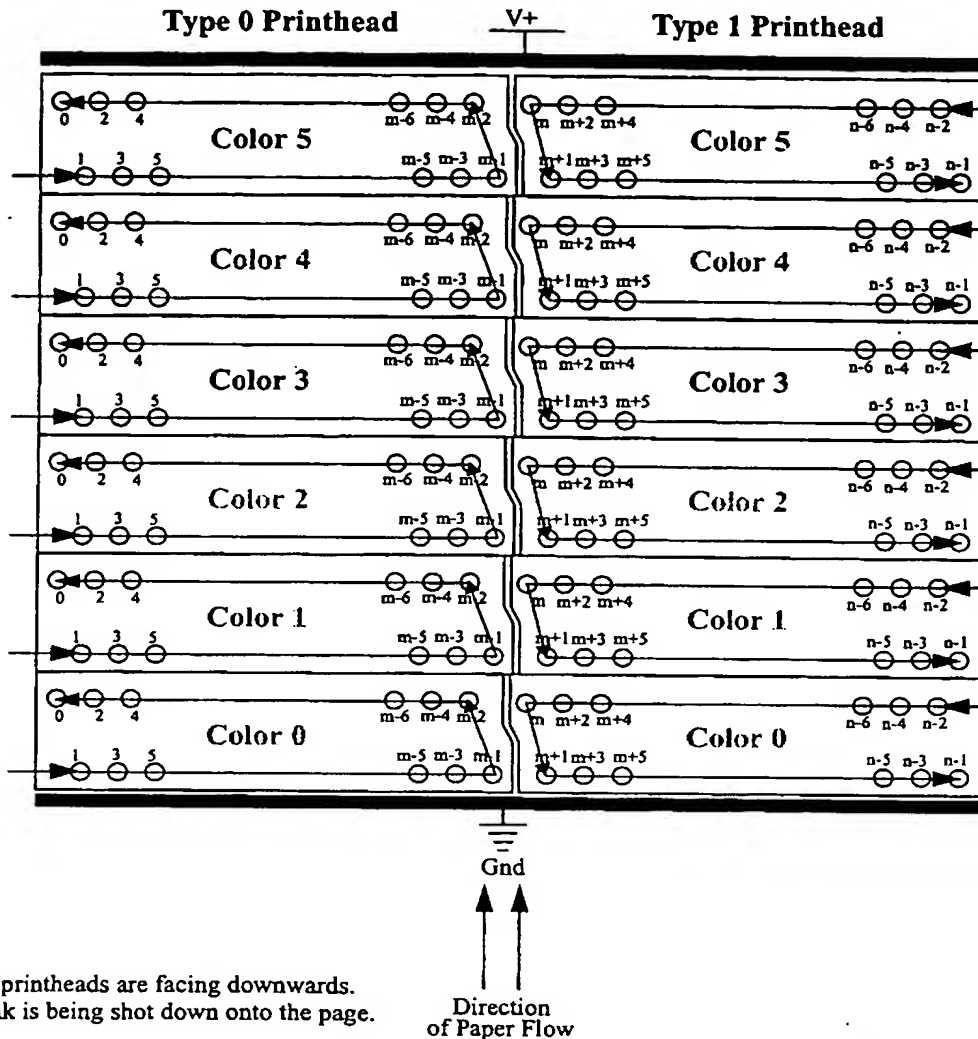 Type 0 Printhead V+ Type 1 Printhead
0 2 4 m-6 m-4 m-2 m m+2 m+4 n-6 n-4 n-2
Color 5 Color 5
1 3 5 m-5 m-3 m-1 m+1 m+3 m+5 n-5 n-3 n-1
0 2 4 m-6 m-4 m-2 m m+2 m+4 n-6 n-4 n-2
Color 4 Color 4
1 3 5 m-5 m-3 m-1 m+1 m+3 m+5 n-5 n-3 n-1
0 2 4 m-6 m-4 m-2 m m+2 m+4 n-6 n-4 n-2
Color 3 Color 3
1 3 5 m-5 m-3 m-1 m+1 m+3 m+5 n-5 n-3 n-1
0 2 4 m-6 m-4 m-2 m m+2 m+4 n-6 n-4 n-2
Color 2 Color 2
1 3 5 m-5 m-3 m-1 m+1 m+3 m+5 n-5 n-3 n-1
0 2 4 m-6 m-4 m-2 m m+2 m+4 n-6 n-4 n-2
Color 1 Color 1
1 3 5 m-5 m-3 m-1 m+1 m+3 m+5 n-5 n-3 n-1
0 2 4 m-6 m-4 m-2 m m+2 m+4 n-6 n-4 n-2
Color 0 Color 0
1 3 5 m-5 m-3 m-1 m+1 m+3 m+5 n-5 n-3 n-1
Gnd
printheads are facing downwards.
is being shot down onto the page.
Direction
of Paper Flow